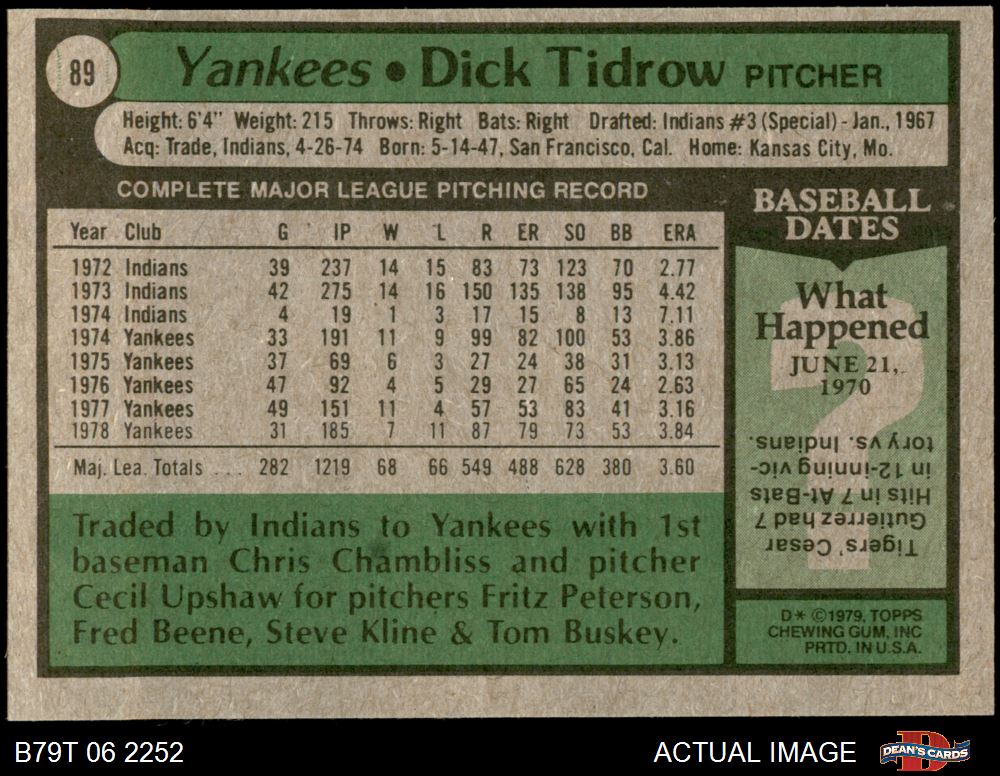 89
Yankees • Dick Tidrow PITCHER
Height: 6'4" Weight: 215 Throws: Right Bats: Right Drafted: Indians #3 (Special) - Jan., 1967
Acq: Trade, Indians, 4-26-74 Born: 5-14-47, San Francisco, Cal. Home: Kansas City, Mo.
COMPLETE MAJOR LEAGUE PITCHING RECORD
Year Club G IP W L R ER SO BB ERA
1972 Indians 39 237 14 15 83 73 123 70 2.77
1973 Indians 42 275 14 16 150 135 138 95 4.42
1974 Indians 4 19 1 3 17 15 8 13 7.11
1974 Yankees 33 191 11 9 99 82 100 53 3.86
1975 Yankees 37 69 6 3 27 24 38 31 3.13
1976 Yankees 47 92 4 5 29 27 65 24 2.63
1977 Yankees 49 151 11 4 57 53 83 41 3.16
1978 Yankees 31 185 7 11 87 79 73 53 3.84
Maj. Lea. Totals ... 282 1219 68 66 549 488 628 380 3.60
Traded by Indians to Yankees with 1st
baseman Chris Chambliss and pitcher
Cecil Upshaw for pitchers Fritz Peterson,
Fred Beene, Steve Kline & Tom Buskey.
BASEBALL
DATES
What
Happened
JUNE 21,
1970
?
Tigers' Cesar
Gutierrez had 7
Hits in 7 At-Bats
in 12-inning vic-
tory vs. Indians.
D* ©1979, TOPPS
CHEWING GUM, INC
PRTD. IN U.S.A.
B79T 06 2252
ACTUAL IMAGE
D
DEAN'S CARDS